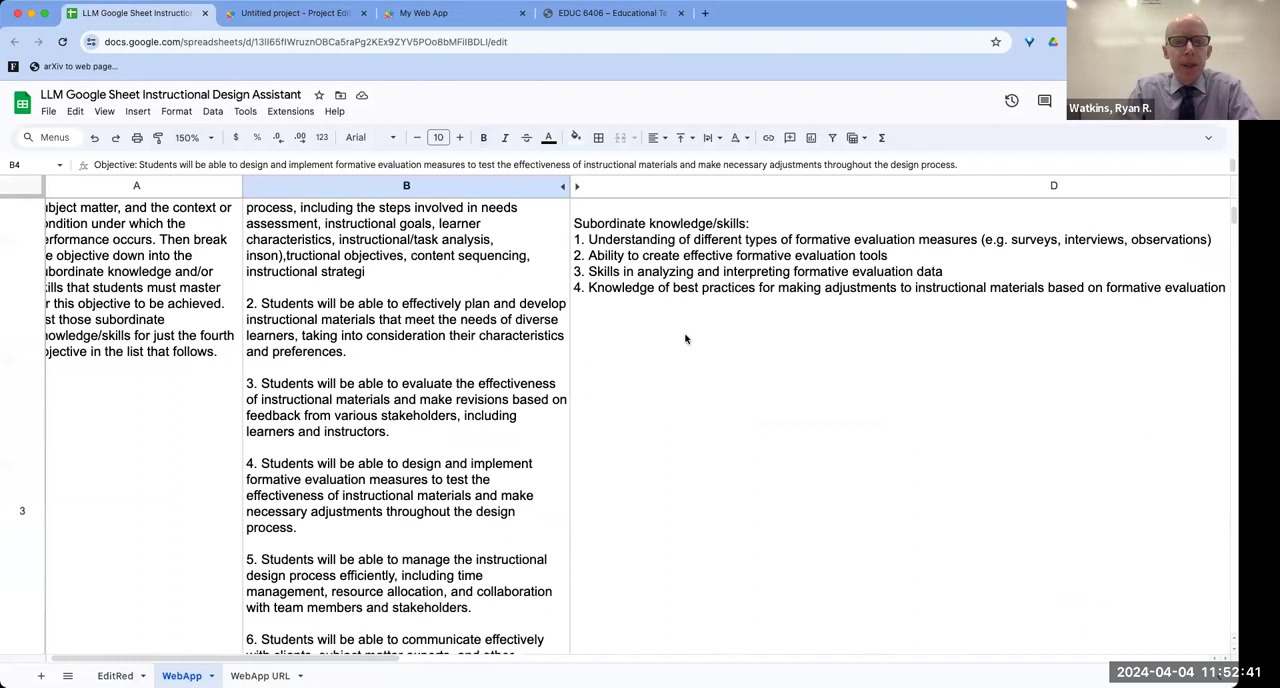 LLM Google Sheet Instruction
Untitled project - Project Edi
My Web App
EDUC 6406 – Educational Te
docs.google.com/spreadsheets/d/13Ii65fIWruznOBCa5raPg2KEx9ZYV5POo8bMFiIBDLI/edit
arXiv to web page...
LLM Google Sheet Instructional Design Assistant
File Edit View Insert Format Data Tools Extensions Help
Menus 150% $ % .0 .00 123 Arial 10 B I A
B4 fx Objective: Students will be able to design and implement formative evaluation measures to test the effectiveness of instructional materials and make necessary adjustments throughout the design process.
A B D
ubject matter, and the context or
ndition under which the
erformance occurs. Then break
e objective down into the
ubordinate knowledge and/or
ills that students must master
r this objective to be achieved.
st those subordinate
nowledge/skills for just the fourth
bjective in the list that follows.
process, including the steps involved in needs
assessment, instructional goals, learner
characteristics, instructional/task analysis,
inson),tructional objectives, content sequencing,
instructional strategi
2. Students will be able to effectively plan and develop
instructional materials that meet the needs of diverse
learners, taking into consideration their characteristics
and preferences.
3. Students will be able to evaluate the effectiveness
of instructional materials and make revisions based on
feedback from various stakeholders, including
learners and instructors.
4. Students will be able to design and implement
formative evaluation measures to test the
effectiveness of instructional materials and make
necessary adjustments throughout the design
process.
5. Students will be able to manage the instructional
design process efficiently, including time
management, resource allocation, and collaboration
with team members and stakeholders.
6. Students will be able to communicate effectively
Subordinate knowledge/skills:
1. Understanding of different types of formative evaluation measures (e.g. surveys, interviews, observations)
2. Ability to create effective formative evaluation tools
3. Skills in analyzing and interpreting formative evaluation data
4. Knowledge of best practices for making adjustments to instructional materials based on formative evaluation
3
EditRed WebApp WebApp URL
Watkins, Ryan R.
2024-04-04 11:52:41